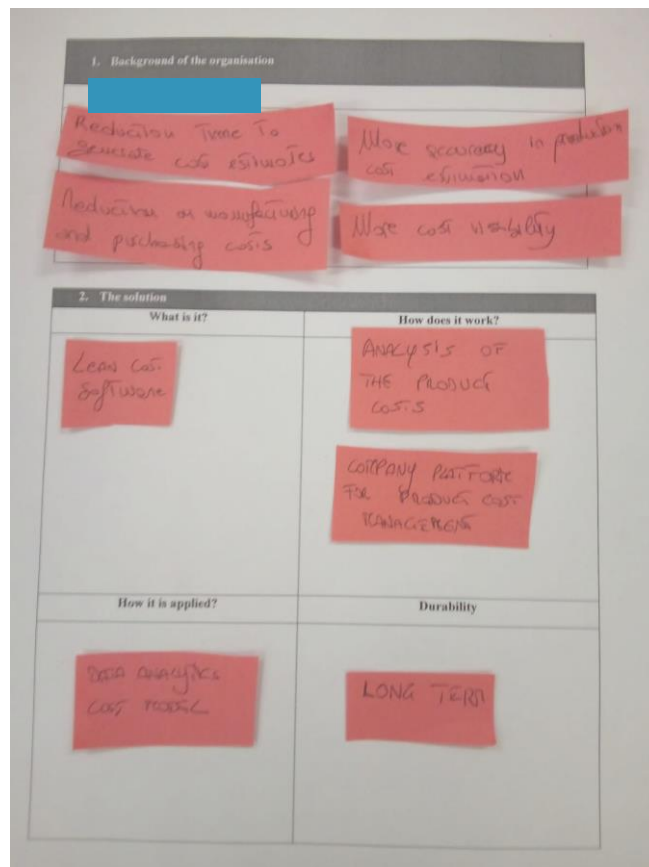 1. Background of the organisation
Reduction Time To
generate cost estimates
More accuracy in production
cost estimation
Reduction on manufacturing
and purchasing costs
More cost visibility
2. The solution
What is it?
How does it work?
Lean Cost
Software
ANALYSIS OF
THE PRODUCT
COSTS
COMPANY PLATFORM
FOR PRODUCT COST
MANAGEMENT
How it is applied?
Durability
DATA ANALYTICS
COST MODEL
LONG TERM